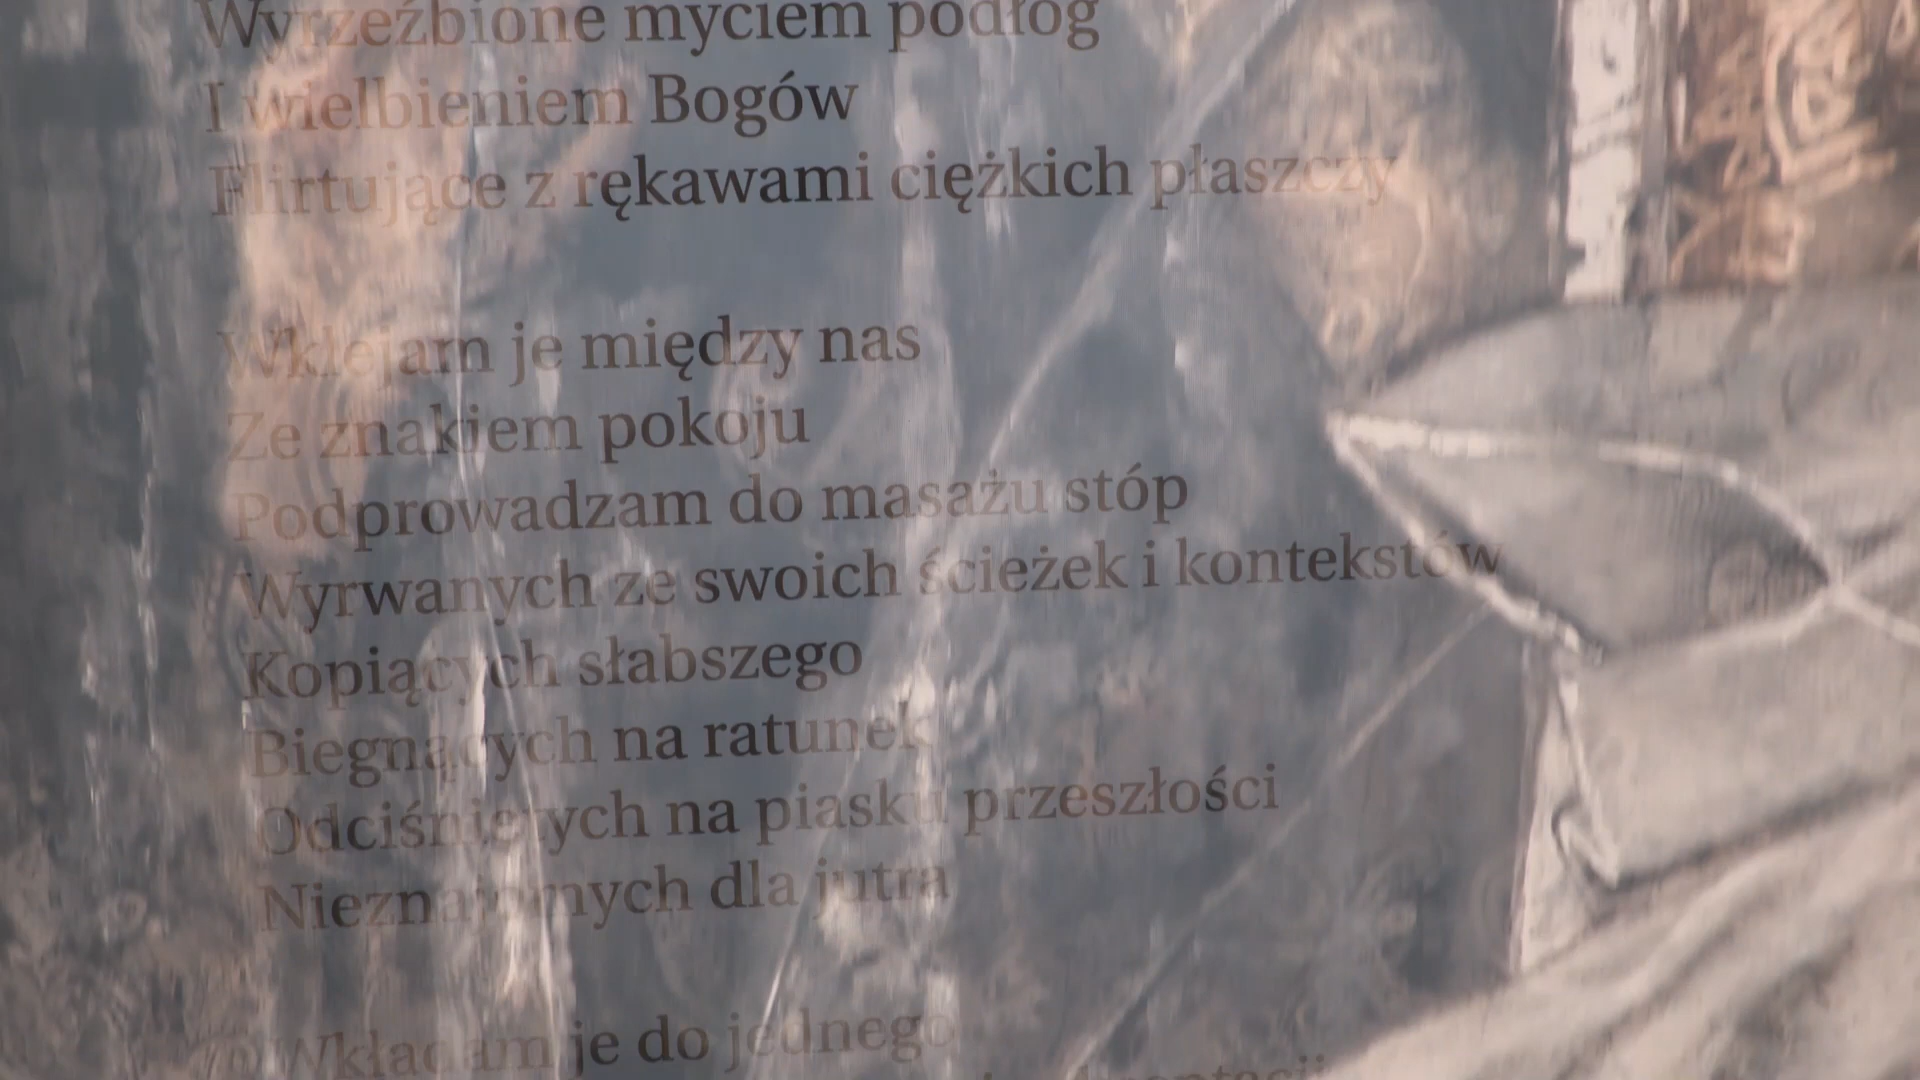 Wyrzeźbione myciem podłóg
I wielbieniem Bogów
Flirtujące z rękawami ciężkich płaszczy
Wklejam je między nas
Ze znakiem pokoju
Podprowadzam do masażu stóp
Wyrwanych ze swoich ścieżek i kontekstów
Kopiących słabszego
Biegnących na ratunek
Odciśniętych na piasku przeszłości
Nieznajomych dla jutra
Wkładam je do jednego